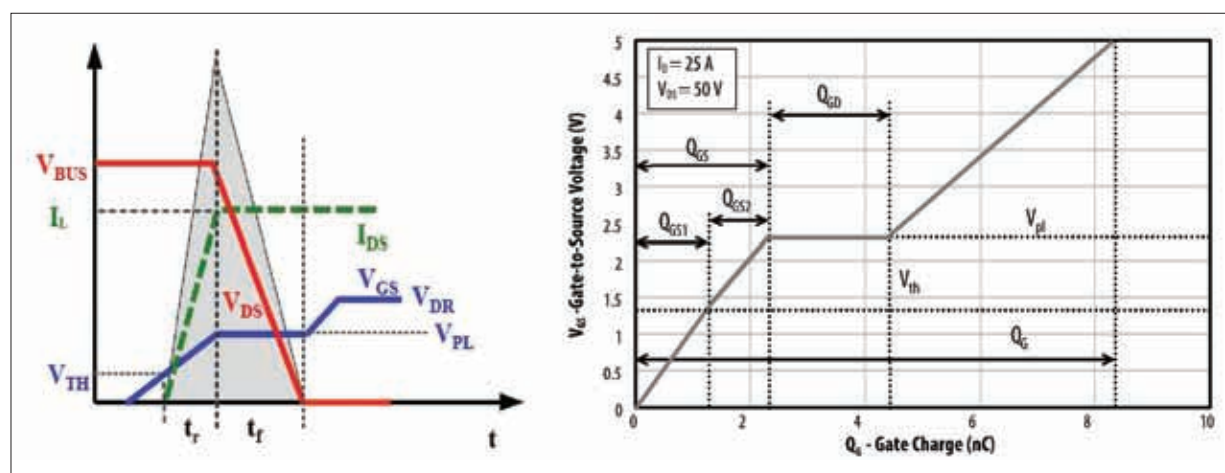 V_BUS
I_L
I_DS
V_GS
V_DS
V_DR
V_PL
V_TH
t_r
t_f
t
V_GS -Gate-to-Source Voltage (V)
5
4.5
4
3.5
3
2.5
2
1.5
1
0.5
0
I_D = 25 A
V_DS = 50 V
Q_GD
Q_GS
Q_GS2
Q_GS1
V_pl
V_th
Q_G
0
2
4
6
8
10
Q_G - Gate Charge (nC)